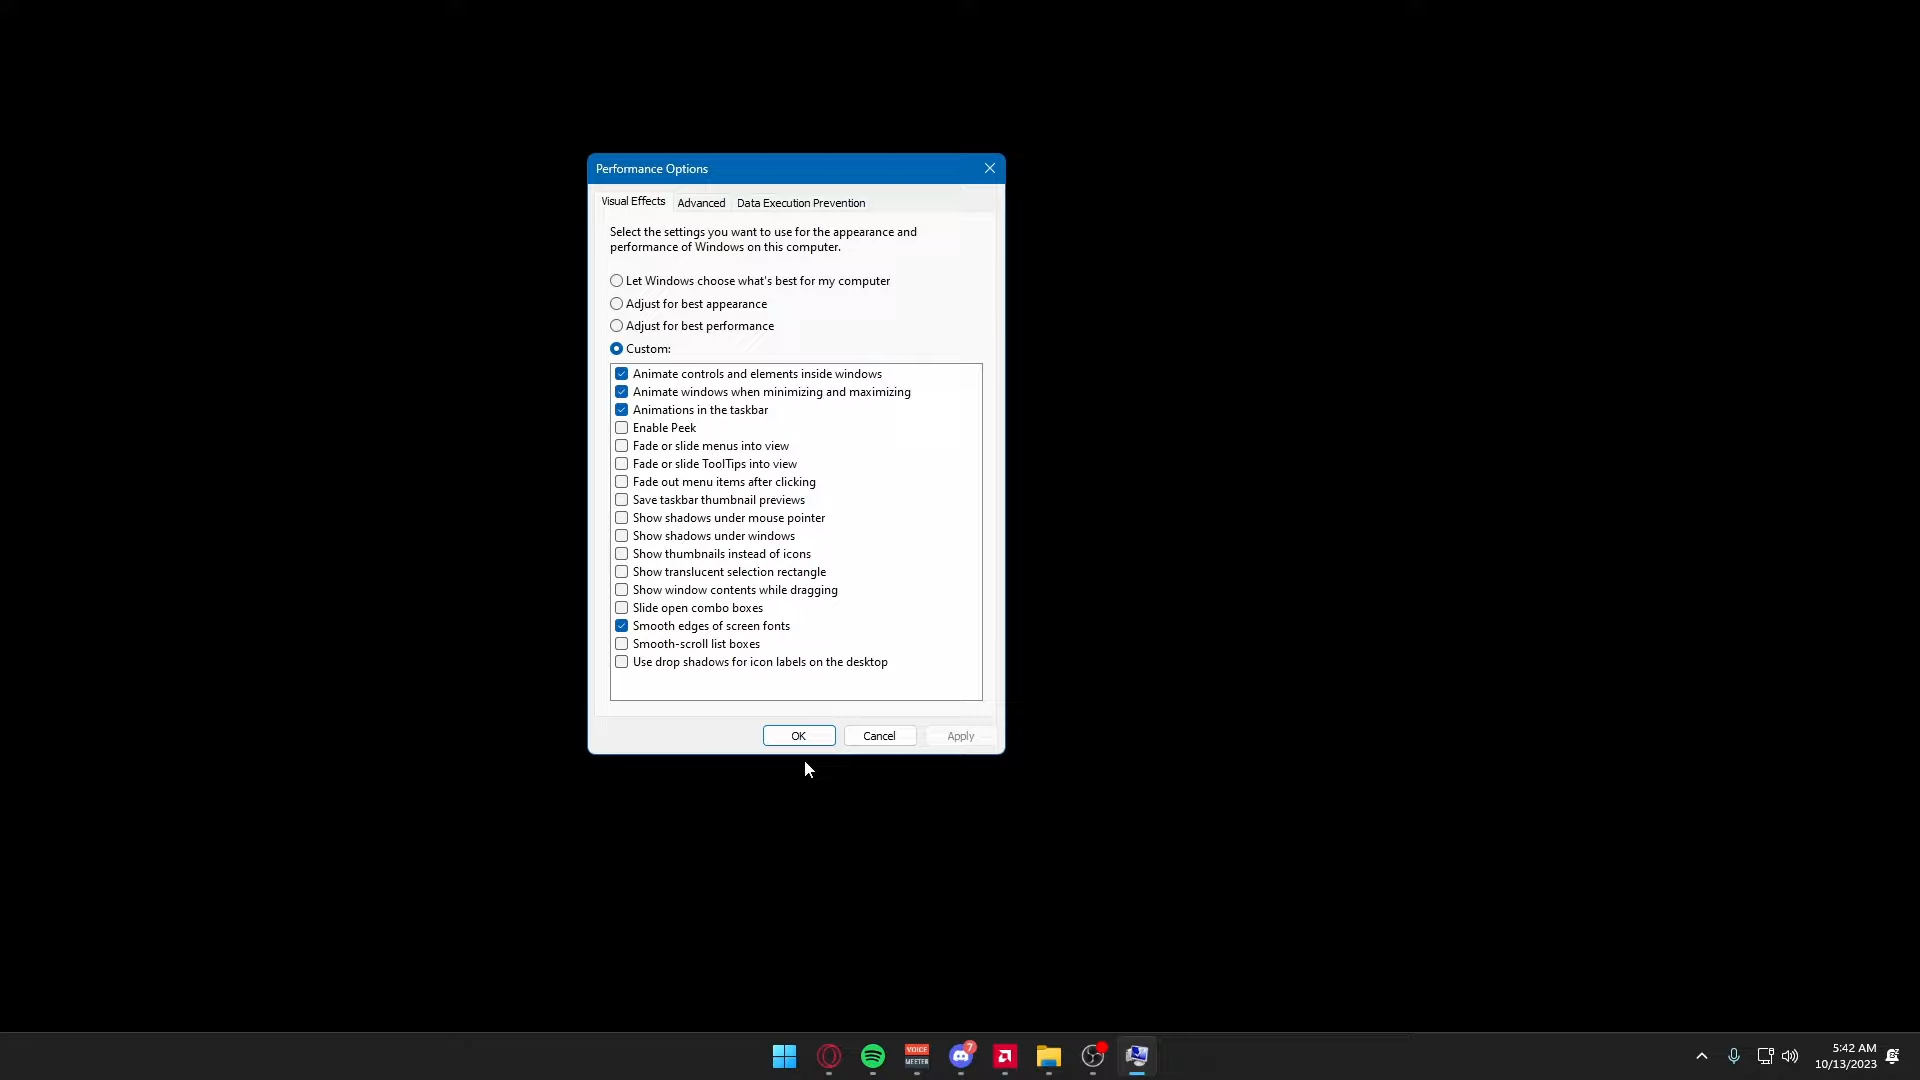 Performance Options
Visual Effects
Advanced
Data Execution Prevention
Select the settings you want to use for the appearance and
performance of Windows on this computer.
Let Windows choose what's best for my computer
Adjust for best appearance
Adjust for best performance
Custom:
Animate controls and elements inside windows
Animate windows when minimizing and maximizing
Animations in the taskbar
Enable Peek
Fade or slide menus into view
Fade or slide ToolTips into view
Fade out menu items after clicking
Save taskbar thumbnail previews
Show shadows under mouse pointer
Show shadows under windows
Show thumbnails instead of icons
Show translucent selection rectangle
Show window contents while dragging
Slide open combo boxes
Smooth edges of screen fonts
Smooth-scroll list boxes
Use drop shadows for icon labels on the desktop
OK
Cancel
Apply
VOICE
MEETER
7
5:42 AM
10/13/2023